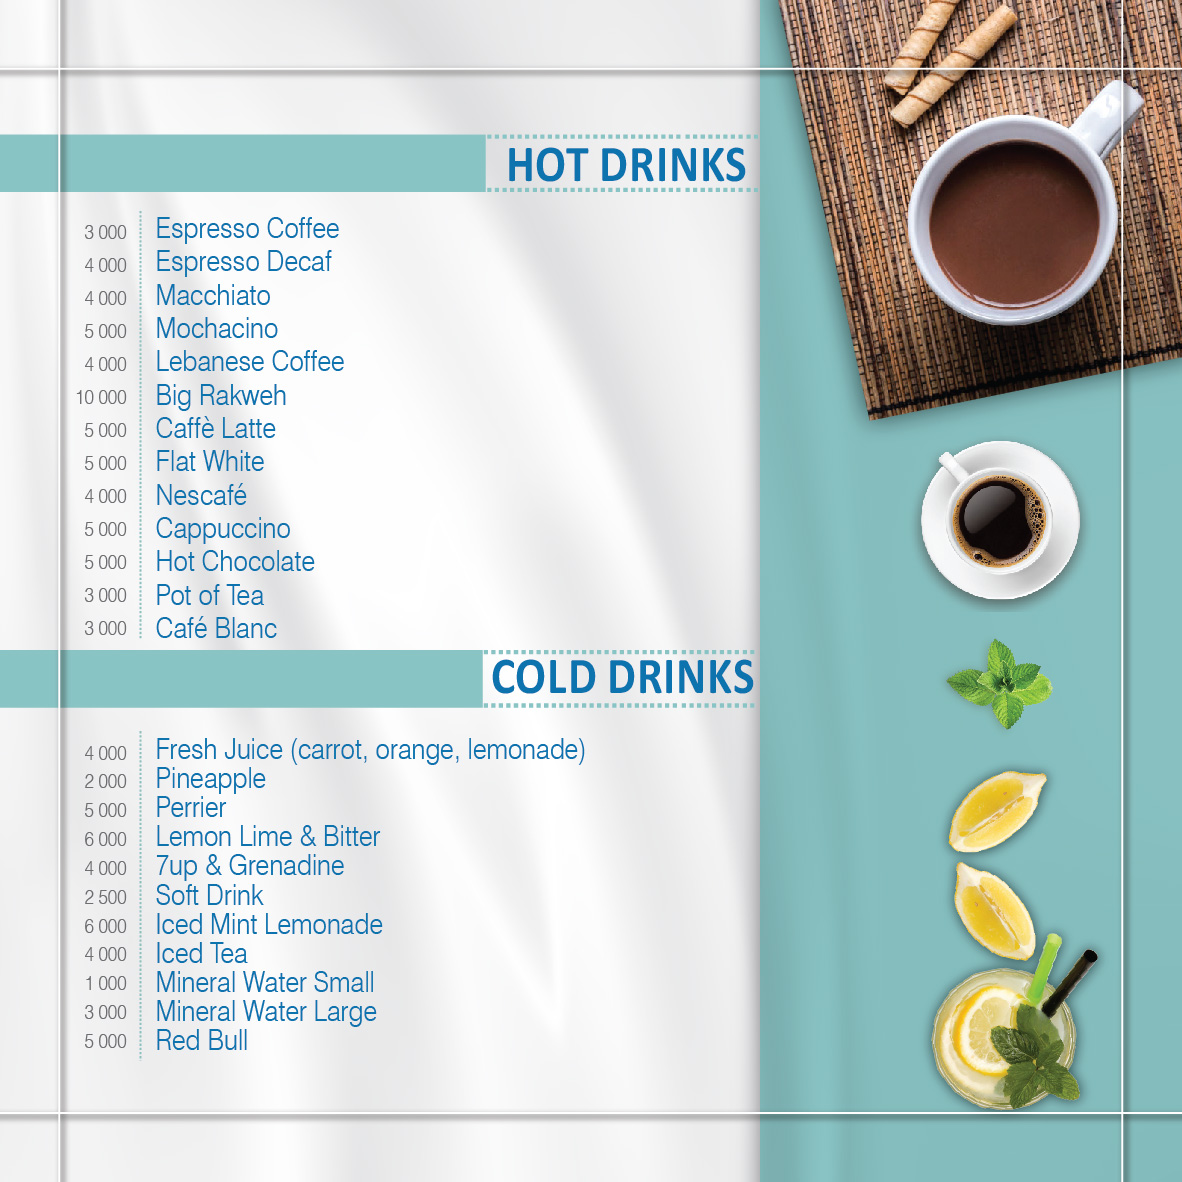 HOT DRINKS
3 000 Espresso Coffee
4 000 Espresso Decaf
4 000 Macchiato
5 000 Mochacino
4 000 Lebanese Coffee
10 000 Big Rakweh
5 000 Caffè Latte
5 000 Flat White
4 000 Nescafé
5 000 Cappuccino
5 000 Hot Chocolate
3 000 Pot of Tea
3 000 Café Blanc
COLD DRINKS
4 000 Fresh Juice (carrot, orange, lemonade)
2 000 Pineapple
5 000 Perrier
6 000 Lemon Lime & Bitter
4 000 7up & Grenadine
2 500 Soft Drink
6 000 Iced Mint Lemonade
4 000 Iced Tea
1 000 Mineral Water Small
3 000 Mineral Water Large
5 000 Red Bull